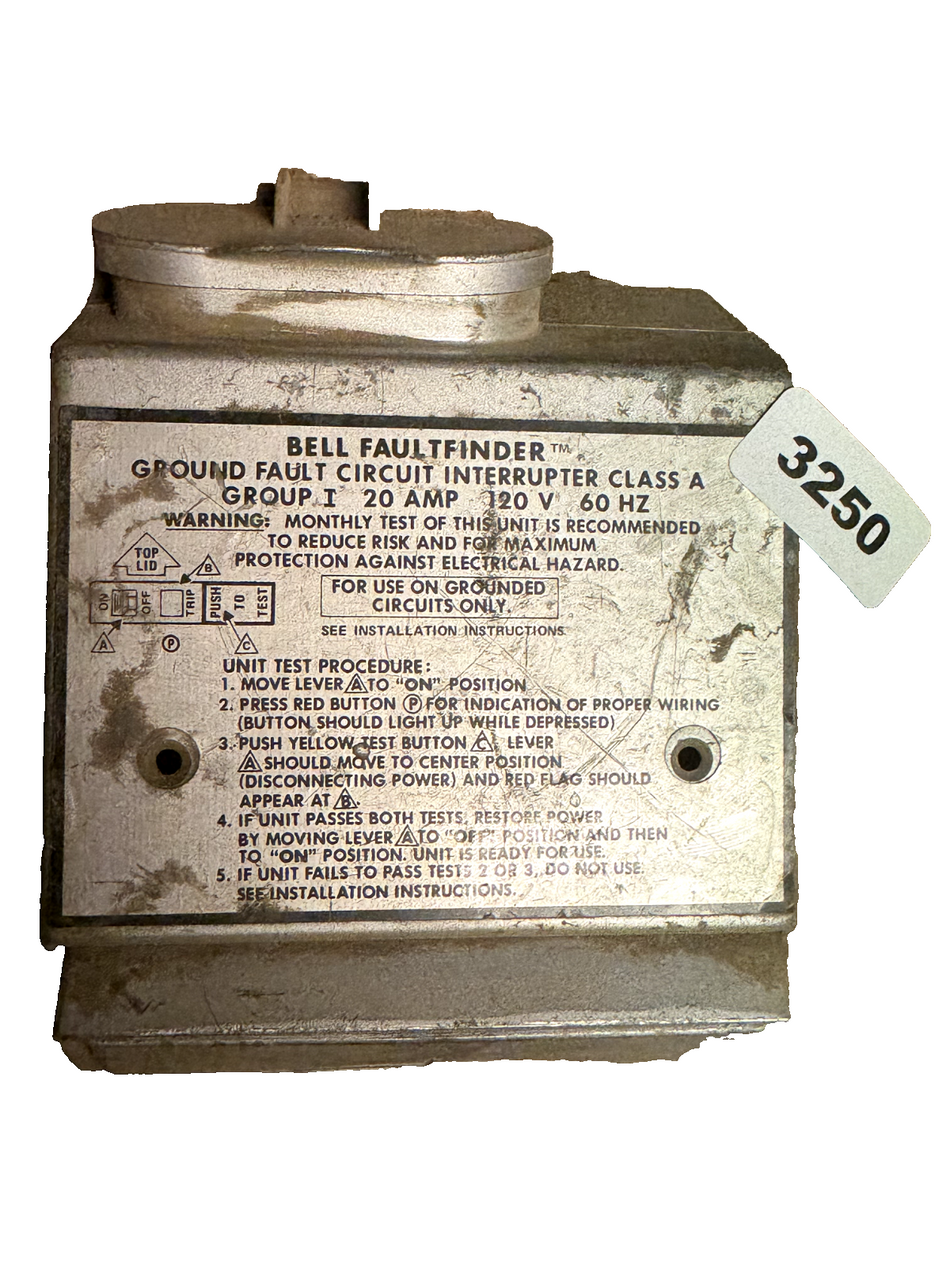 BELL FAULTFINDER™
GROUND FAULT CIRCUIT INTERRUPTER CLASS A
GROUP I 20 AMP 120 V 60 HZ
WARNING: MONTHLY TEST OF THIS UNIT IS RECOMMENDED
TO REDUCE RISK AND FOR MAXIMUM
PROTECTION AGAINST ELECTRICAL HAZARD.
TOP
LID
B
ON
OFF
TRIP
PUSH
TO
TEST
A
P
C
FOR USE ON GROUNDED
CIRCUITS ONLY.
SEE INSTALLATION INSTRUCTIONS
UNIT TEST PROCEDURE:
1. MOVE LEVER A TO "ON" POSITION
2. PRESS RED BUTTON P FOR INDICATION OF PROPER WIRING
(BUTTON SHOULD LIGHT UP WHILE DEPRESSED)
3. PUSH YELLOW TEST BUTTON C LEVER
A SHOULD MOVE TO CENTER POSITION
(DISCONNECTING POWER) AND RED FLAG SHOULD
APPEAR AT B.
4. IF UNIT PASSES BOTH TESTS, RESTORE POWER
BY MOVING LEVER A TO "OFF" POSITION AND THEN
TO "ON" POSITION. UNIT IS READY FOR USE.
5. IF UNIT FAILS TO PASS TESTS 2 OR 3, DO NOT USE.
SEE INSTALLATION INSTRUCTIONS.
3250